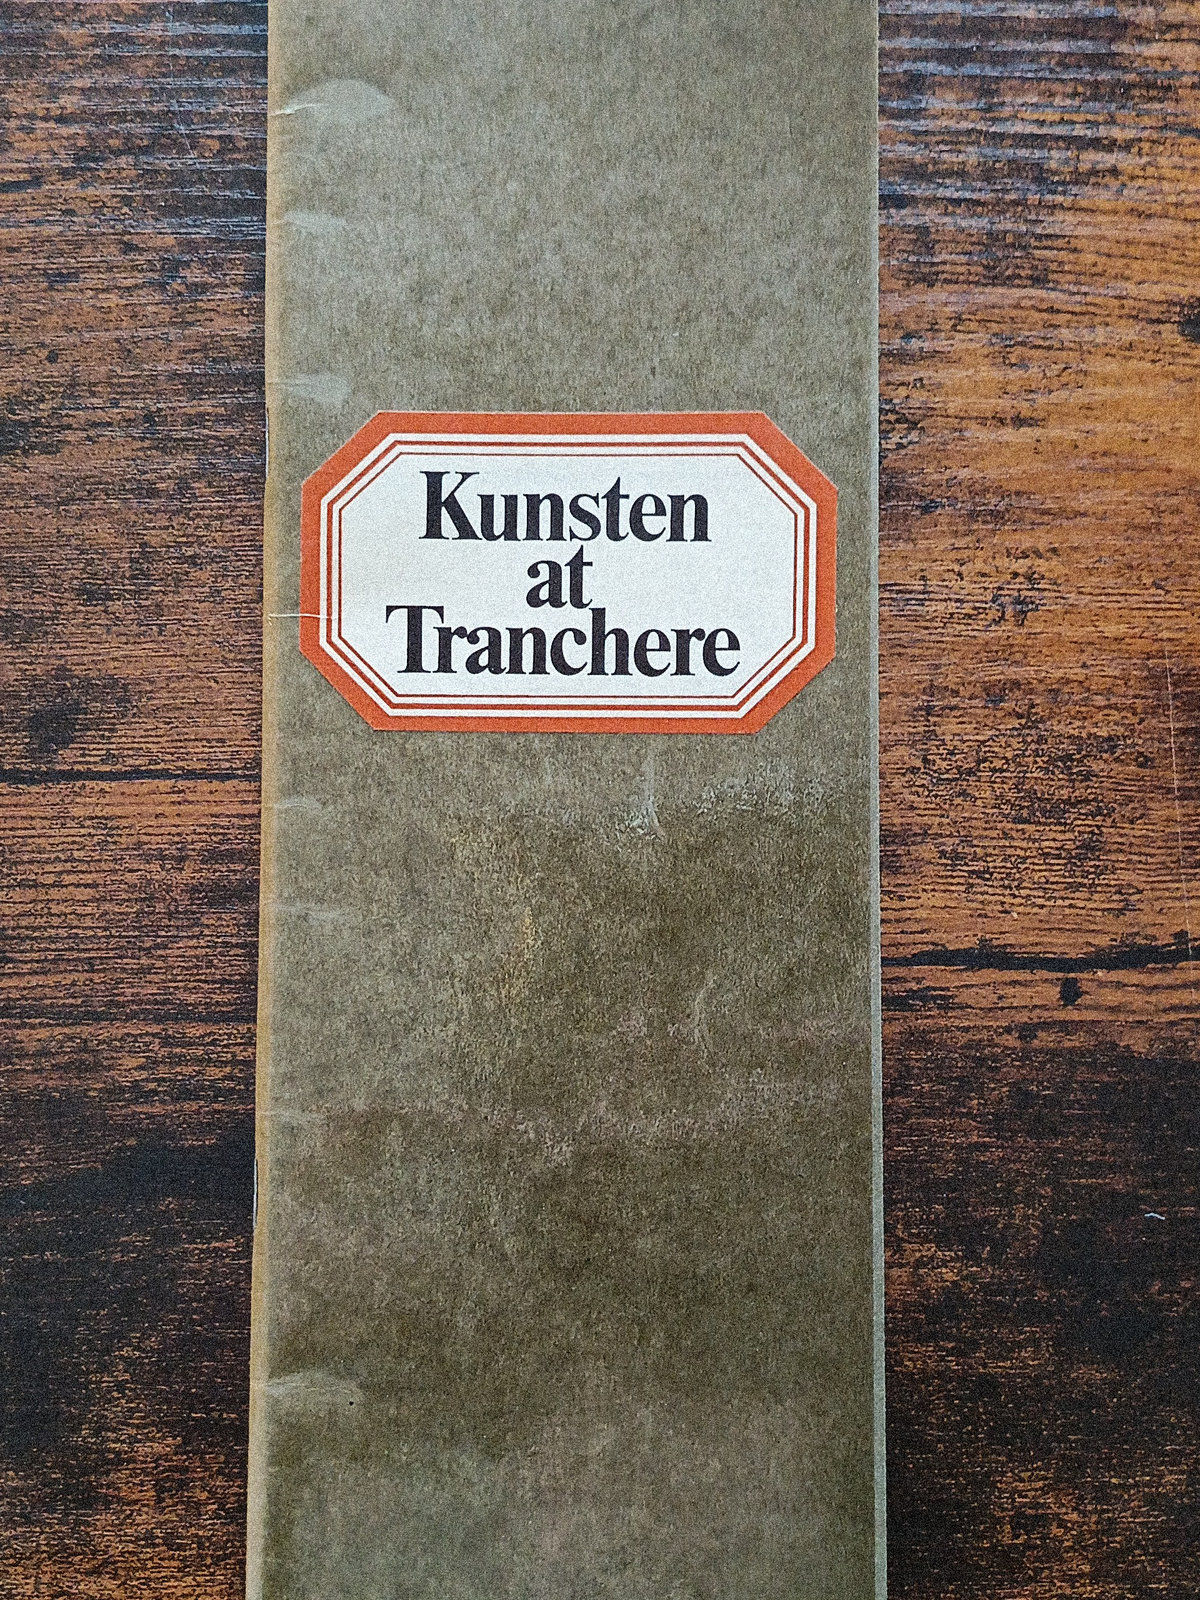 Kunsten
at
Tranchere